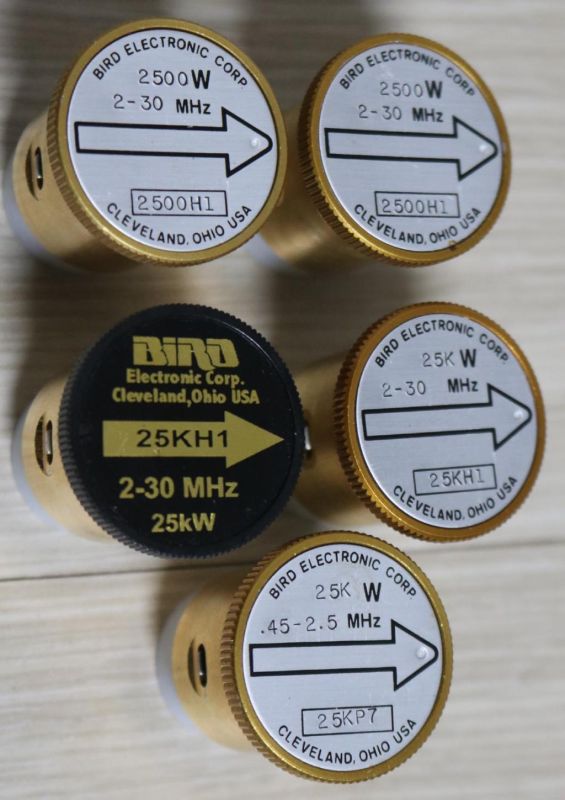 BIRD ELECTRONIC CORP.
2500 W
2-30 MHz
2500H1
CLEVELAND, OHIO USA
BIRD ELECTRONIC CORP.
2500 W
2-30 MHz
2500H1
CLEVELAND, OHIO USA
BIRD
Electronic Corp.
Cleveland,Ohio USA
25KH1
2-30 MHz
25kW
BIRD ELECTRONIC CORP.
25K W
2-30 MHz
25KH1
CLEVELAND, OHIO USA
BIRD ELECTRONIC CORP.
25K W
.45-2.5 MHz
25KP7
CLEVELAND, OHIO USA